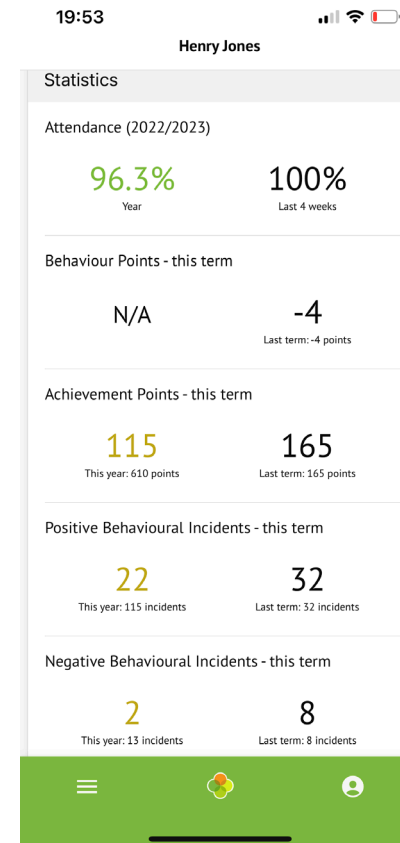 19:53
Henry Jones
Statistics
Attendance (2022/2023)
96.3% 100%
Year Last 4 weeks
Behaviour Points - this term
N/A -4
Last term: -4 points
Achievement Points - this term
115 165
This year: 610 points Last term: 165 points
Positive Behavioural Incidents - this term
22 32
This year: 115 incidents Last term: 32 incidents
Negative Behavioural Incidents - this term
2 8
This year: 13 incidents Last term: 8 incidents